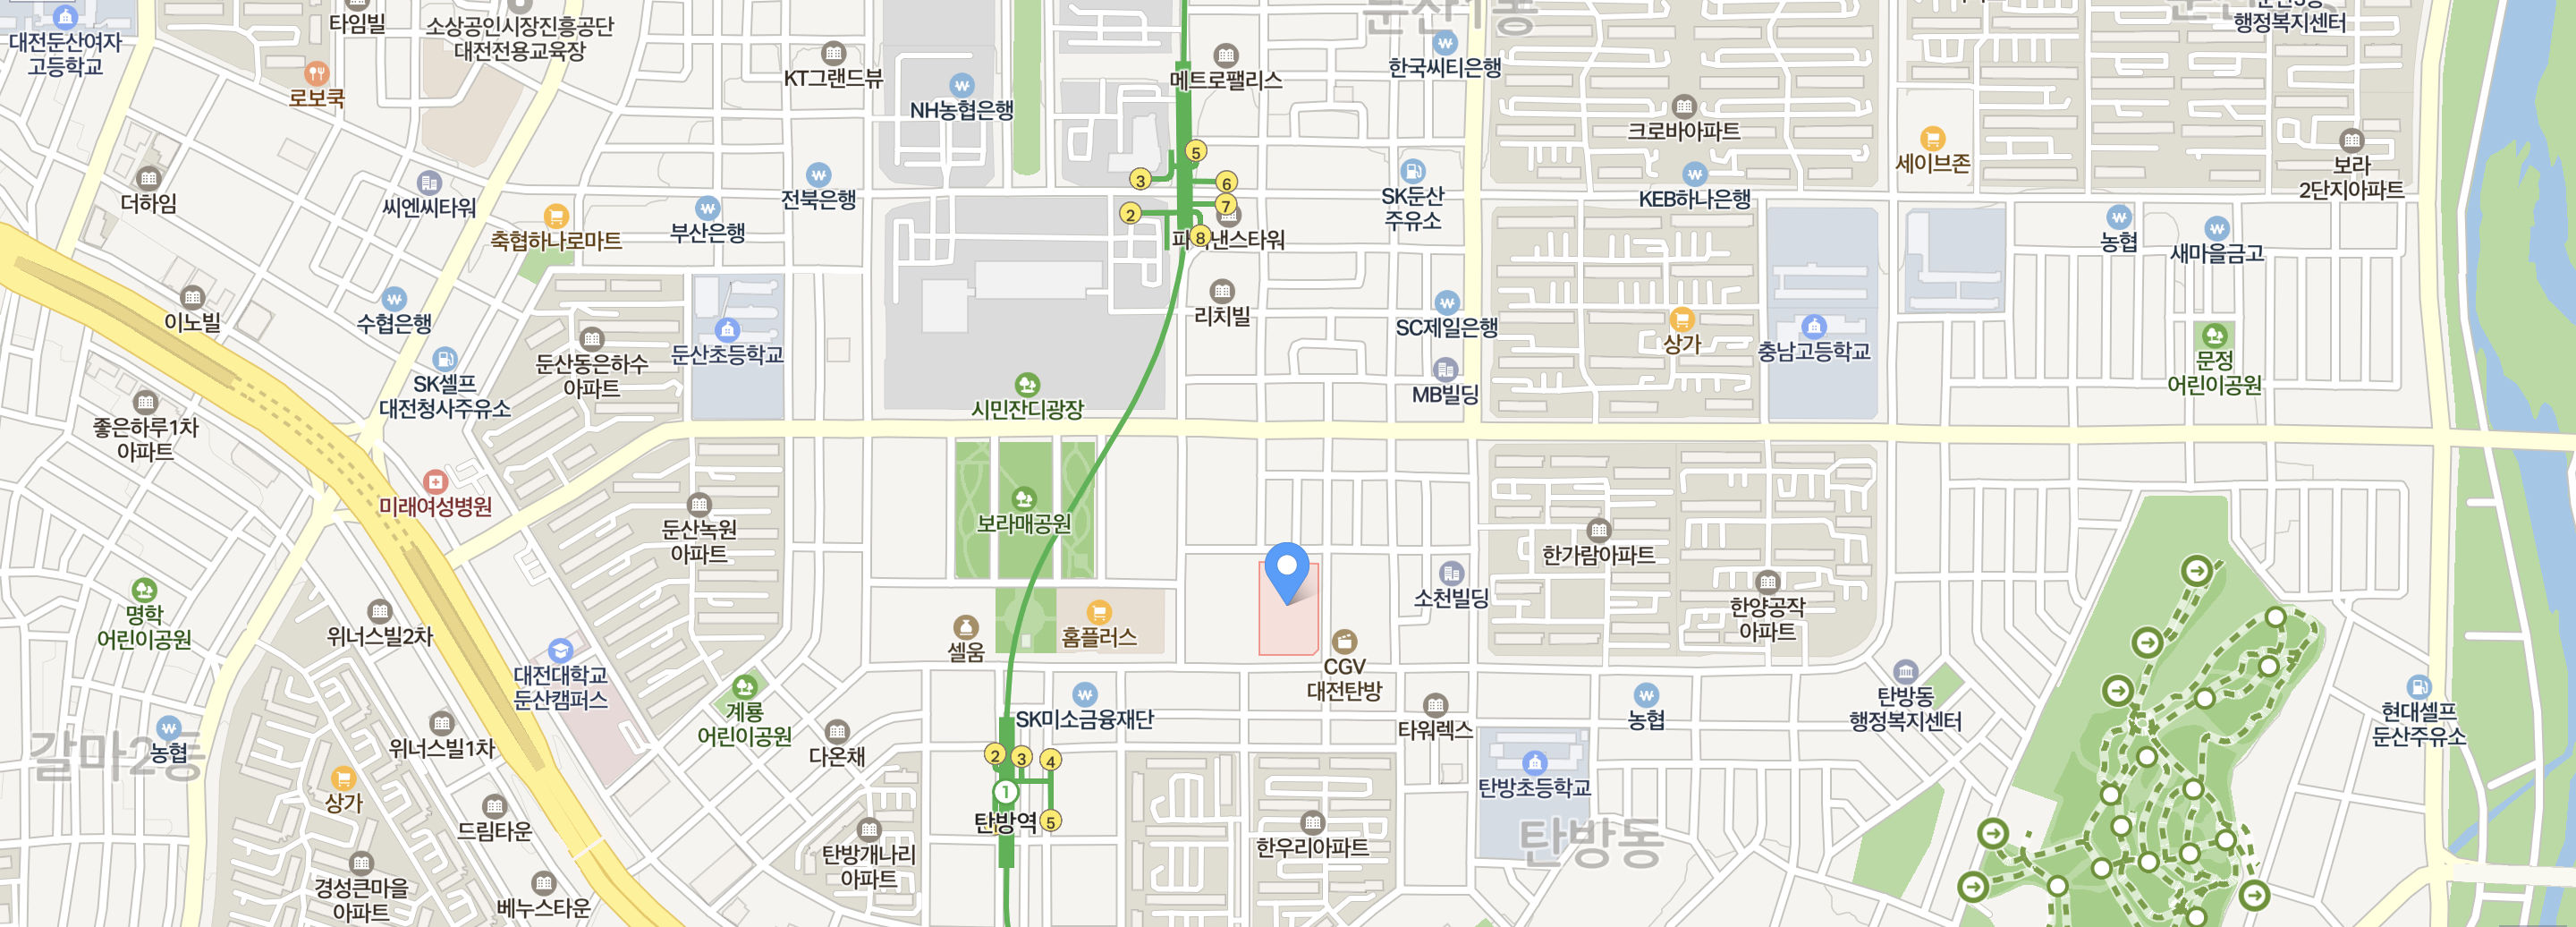 대전둔산여자
고등학교
타임빌
소상공인시장진흥공단
대전전용교육장
로보쿡
KT그랜드뷰
NH농협은행
메트로팰리스
둔산1동
한국씨티은행
크로바아파트
세이브존
행정복지센터
보라
2단지아파트
더하임
씨엔씨타워
축협하나로마트
부산은행
전북은행
5
3
6
7
2
8
SK둔산
주유소
KEB하나은행
농협
새마을금고
이노빌
수협은행
둔산동은하수
아파트
둔산초등학교
리치빌
SC제일은행
상가
충남고등학교
문정
어린이공원
SK셀프
대전청사주유소
좋은하루1차
아파트
시민잔디광장
MB빌딩
미래여성병원
둔산녹원
아파트
보라매공원
한가람아파트
명학
어린이공원
위너스빌2차
셀움
홈플러스
소천빌딩
한양공작
아파트
CGV
대전탄방
대전대학교
둔산캠퍼스
계룡
어린이공원
SK미소금융재단
타워렉스
농협
탄방동
행정복지센터
현대셀프
둔산주유소
갈마2동
농협
위너스빌1차
다온채
2
3
4
1
탄방역
5
탄방초등학교
상가
드림타운
탄방개나리
아파트
한우리아파트
탄방동
경성큰마을
아파트
베누스타운